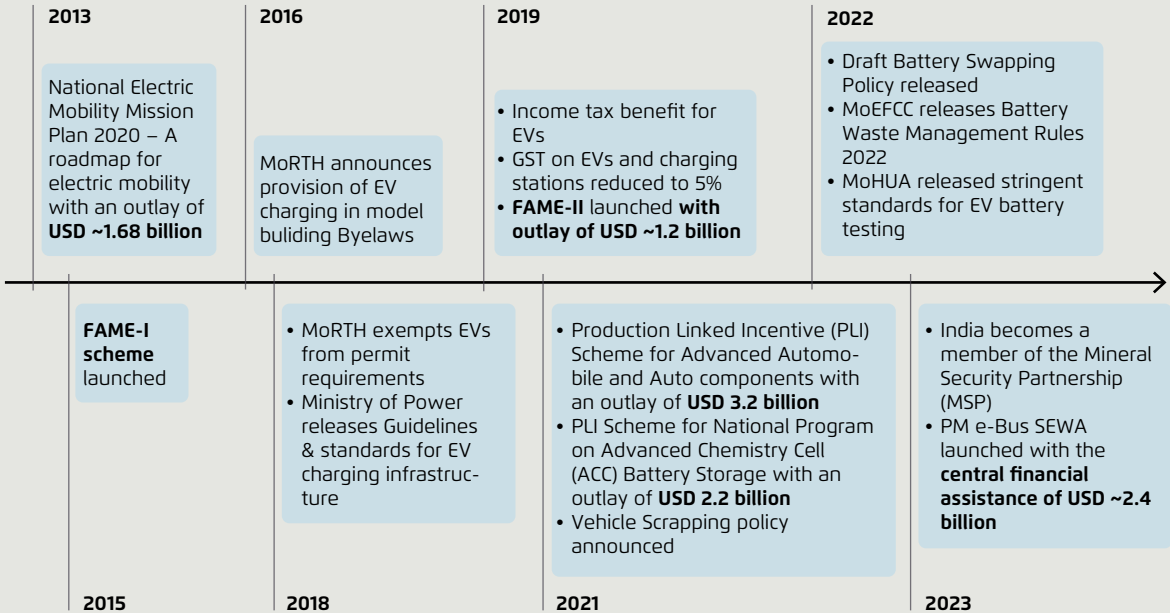 2013
National Electric
Mobility Mission
Plan 2020 – A
roadmap for
electric mobility
with an outlay of
USD ~1.68 billion
2016
MoRTH announces
provision of EV
charging in model
buliding Byelaws
2019
• Income tax benefit for
EVs
• GST on EVs and charging
stations reduced to 5%
• FAME-II launched with
outlay of USD ~1.2 billion
2022
• Draft Battery Swapping
Policy released
• MoEFCC releases Battery
Waste Management Rules
2022
• MoHUA released stringent
standards for EV battery
testing
FAME-I
scheme
launched
2015
• MoRTH exempts EVs
from permit
requirements
• Ministry of Power
releases Guidelines
& standards for EV
charging infrastruc-
ture
2018
• Production Linked Incentive (PLI)
Scheme for Advanced Automo-
bile and Auto components with
an outlay of USD 3.2 billion
• PLI Scheme for National Program
on Advanced Chemistry Cell
(ACC) Battery Storage with an
outlay of USD 2.2 billion
• Vehicle Scrapping policy
announced
2021
• India becomes a
member of the Mineral
Security Partnership
(MSP)
• PM e-Bus SEWA
launched with the
central financial
assistance of USD ~2.4
billion
2023